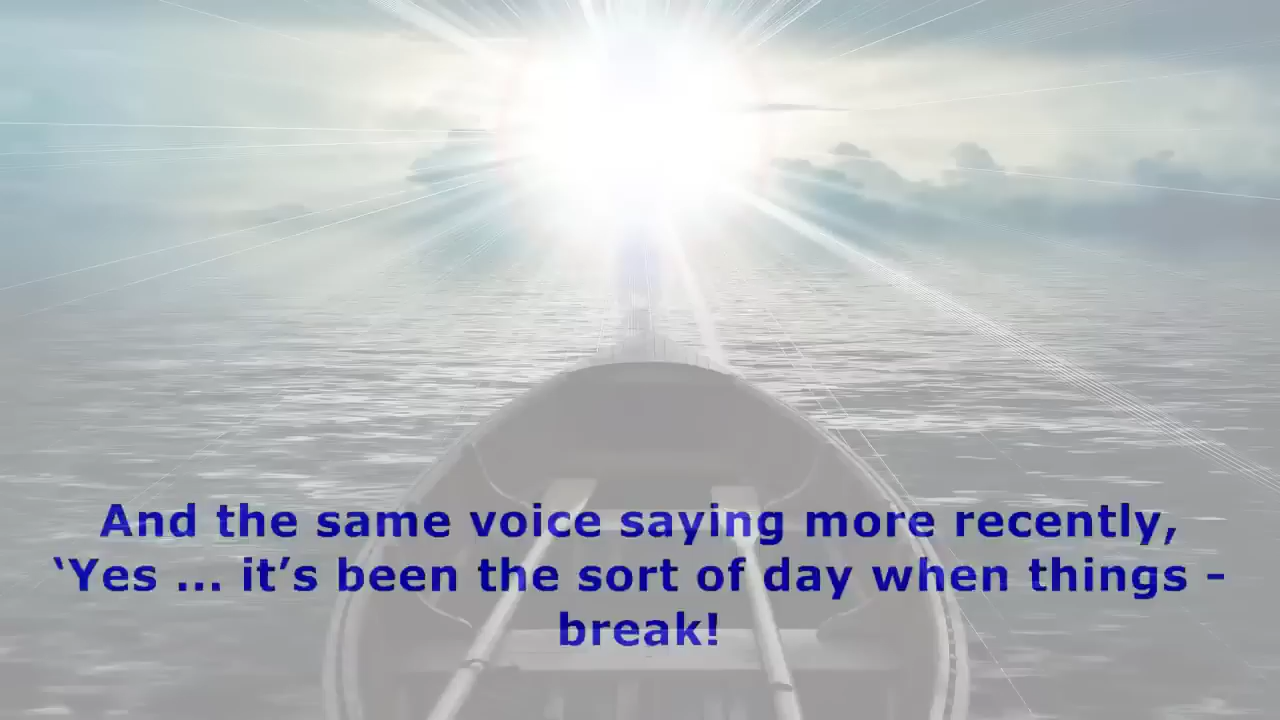 And the same voice saying more recently,
‘Yes ... it’s been the sort of day when things -
break!